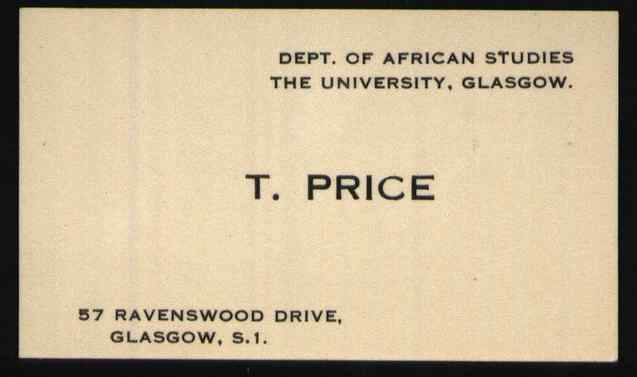 DEPT. OF AFRICAN STUDIES
THE UNIVERSITY, GLASGOW.
T. PRICE
57 RAVENSWOOD DRIVE,
GLASGOW, S.1.